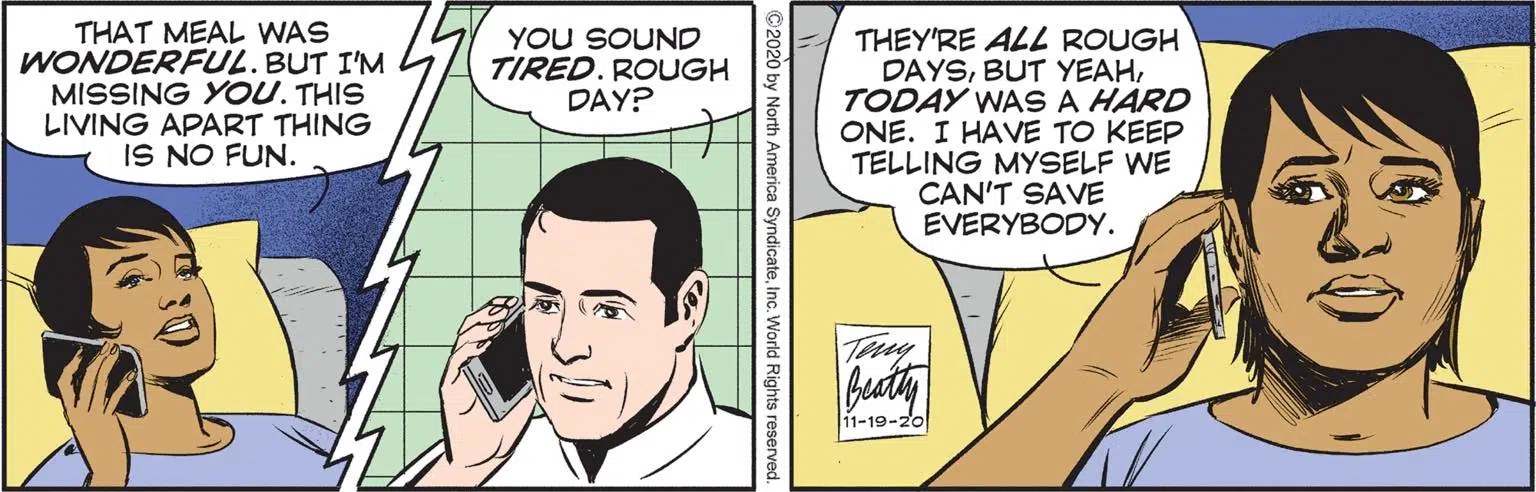 THAT MEAL WAS
WONDERFUL. BUT I'M
MISSING YOU. THIS
LIVING APART THING
IS NO FUN.
YOU SOUND
TIRED. ROUGH
DAY?
©2020 by North America Syndicate, Inc. World Rights reserved.
THEY'RE ALL ROUGH
DAYS, BUT YEAH,
TODAY WAS A HARD
ONE. I HAVE TO KEEP
TELLING MYSELF WE
CAN'T SAVE
EVERYBODY.
Terry
Beatty
11-19-20